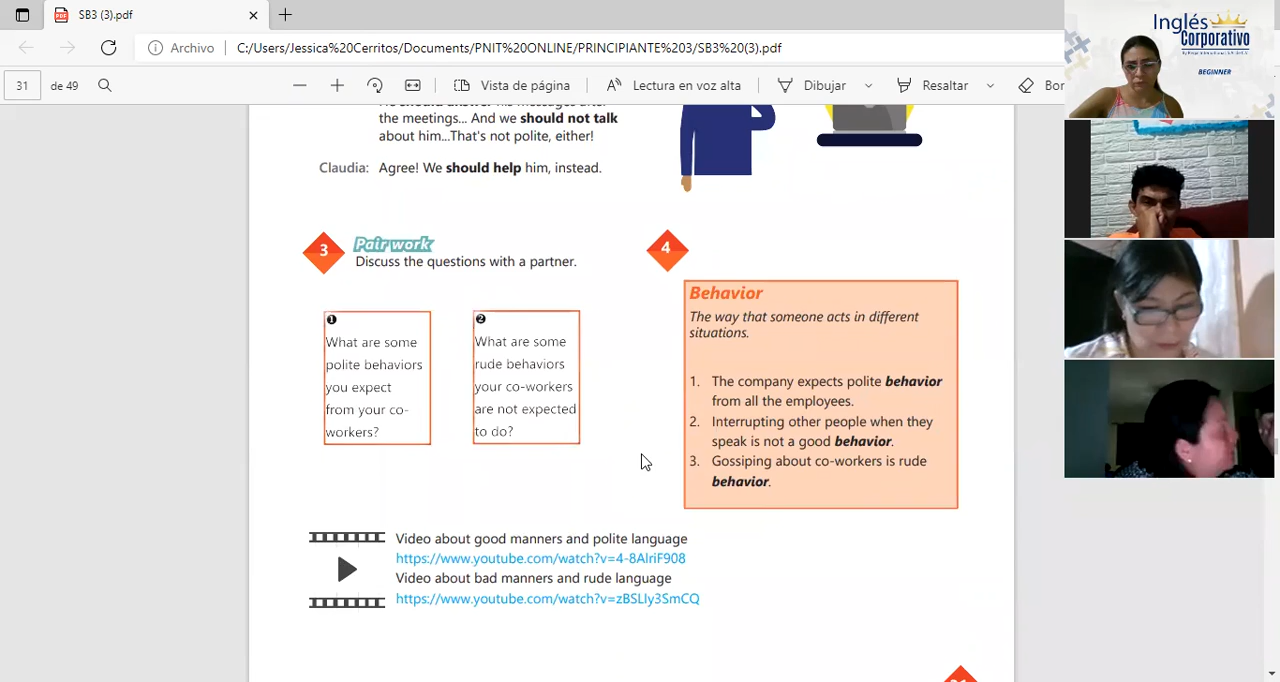 SB3 (3).pdf
Archivo
C:/Users/Jessica%20Cerritos/Documents/PNIT%20ONLINE/PRINCIPIANTE%203/SB3%20(3).pdf
31
de 49
Vista de página
Lectura en voz alta
Dibujar
Resaltar
Bor
the meetings... And we should not talk
about him...That's not polite, either!
Claudia: Agree! We should help him, instead.
3
Pair work
Discuss the questions with a partner.
1
What are some
polite behaviors
you expect
from your co-
workers?
2
What are some
rude behaviors
your co-workers
are not expected
to do?
4
Behavior
The way that someone acts in different
situations.
1. The company expects polite behavior
from all the employees.
2. Interrupting other people when they
speak is not a good behavior.
3. Gossiping about co-workers is rude
behavior.
Video about good manners and polite language
https://www.youtube.com/watch?v=4-8AlriF908
Video about bad manners and rude language
https://www.youtube.com/watch?v=zBSLIy3SmCQ
Inglés
Corporativo
BEGINNER